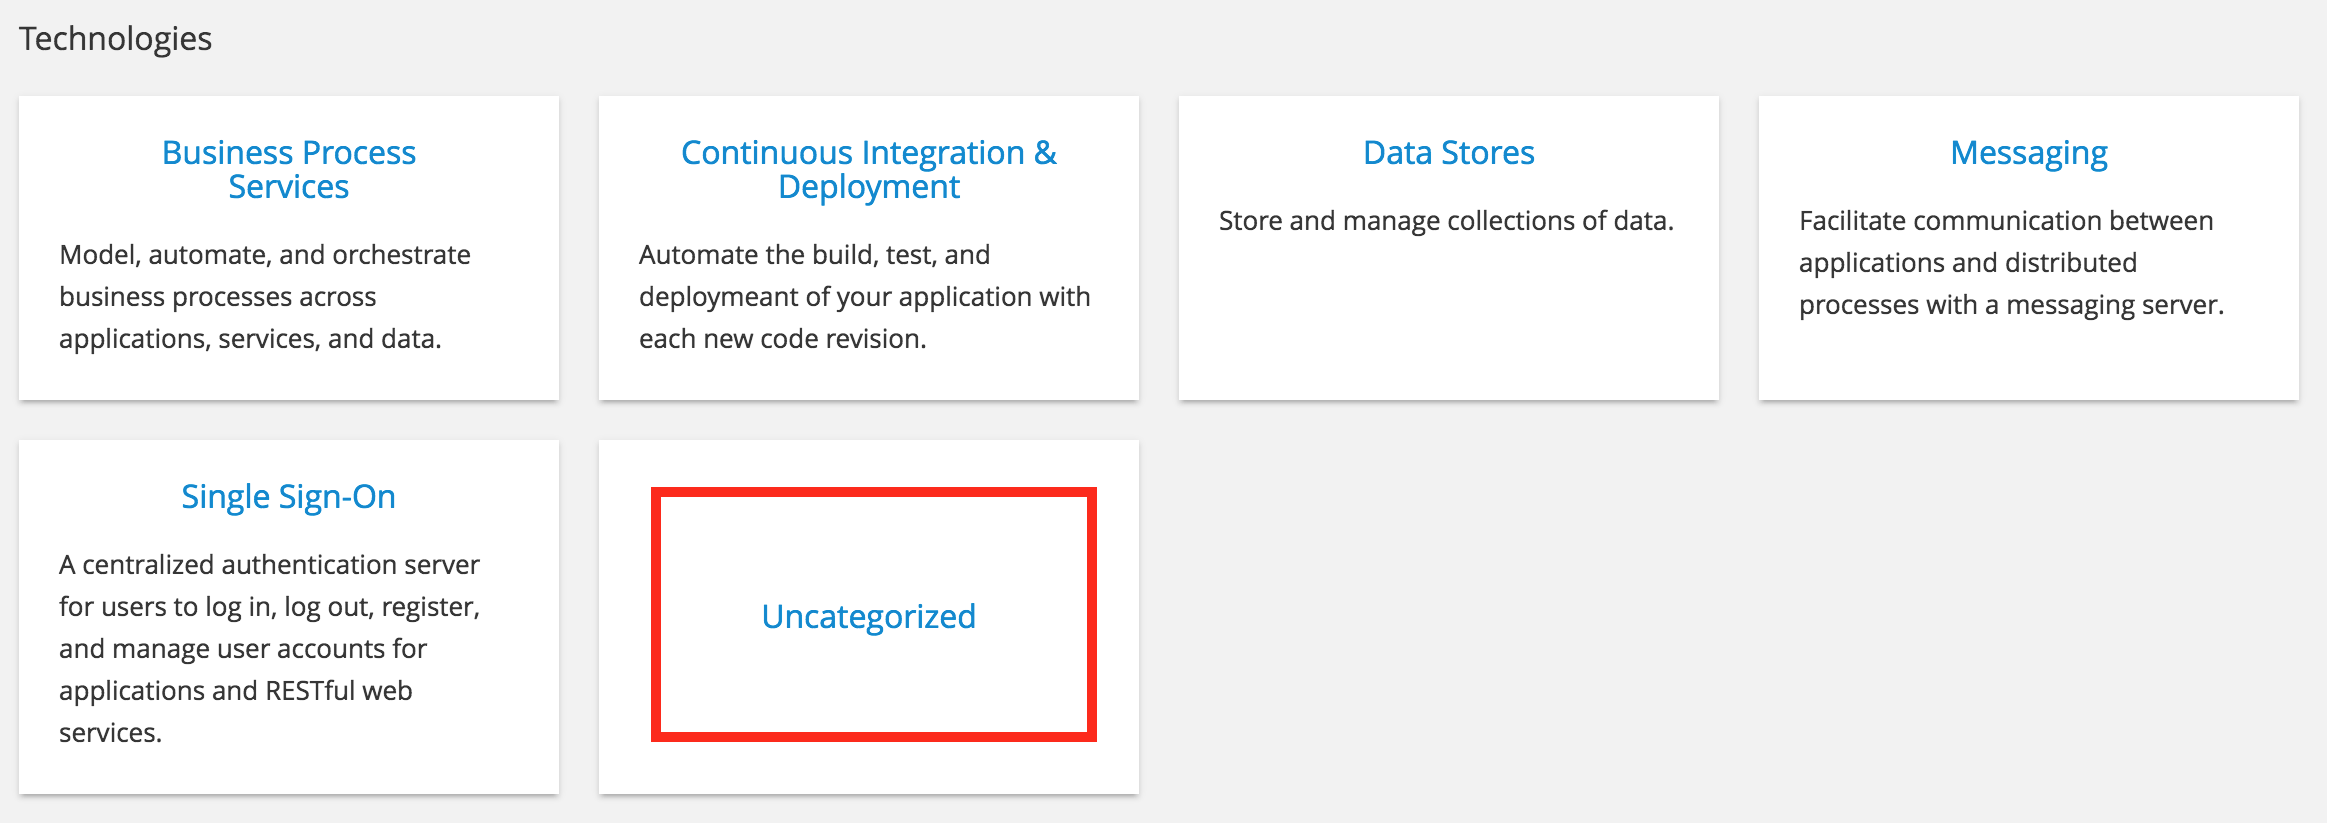 Technologies
Business Process
Services
Model, automate, and orchestrate
business processes across
applications, services, and data.
Continuous Integration &
Deployment
Automate the build, test, and
deploymeant of your application with
each new code revision.
Data Stores
Store and manage collections of data.
Messaging
Facilitate communication between
applications and distributed
processes with a messaging server.
Single Sign-On
A centralized authentication server
for users to log in, log out, register,
and manage user accounts for
applications and RESTful web
services.
Uncategorized